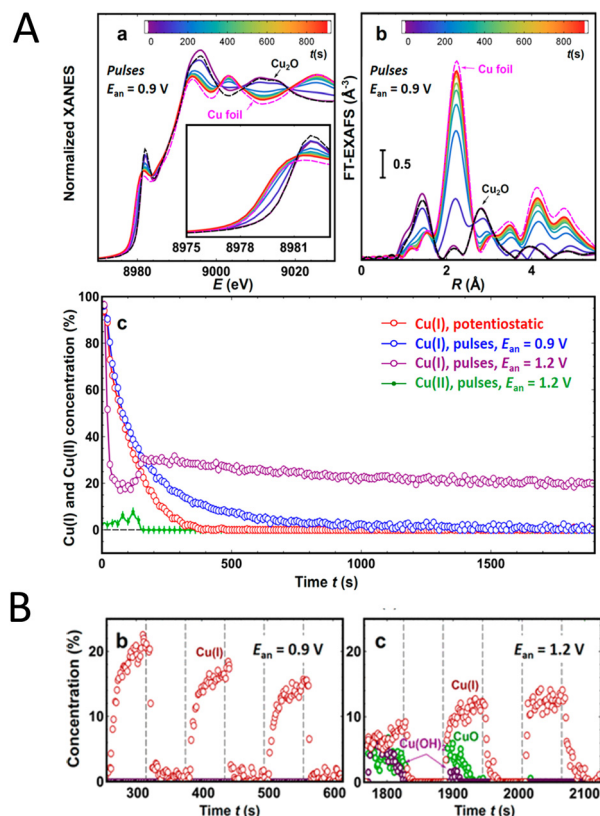 A
a
0 200 400 600 800 t(s)
Pulses
Eₐₙ = 0.9 V
Cu₂O
Cu foil
Normalized XANES
8975 8978 8981
8980 9000 9020
E (eV)
b
0 200 400 600 800 t(s)
Pulses
Eₐₙ = 0.9 V
Cu foil
0.5
Cu₂O
FT-EXAFS (Å⁻³)
0 2 4
R (Å)
c
Cu(I), potentiostatic
Cu(I), pulses, Eₐₙ = 0.9 V
Cu(I), pulses, Eₐₙ = 1.2 V
Cu(II), pulses, Eₐₙ = 1.2 V
Cu(I) and Cu(II) concentration (%)
100
80
60
40
20
0
0 500 1000 1500
Time t (s)
B
b
Cu(I)
Eₐₙ = 0.9 V
Concentration (%)
20
10
0
300 400 500 600
Time t (s)
c
Eₐₙ = 1.2 V
Cu(I)
Cu(OH)₂
CuO
20
10
0
1800 1900 2000 2100
Time t (s)